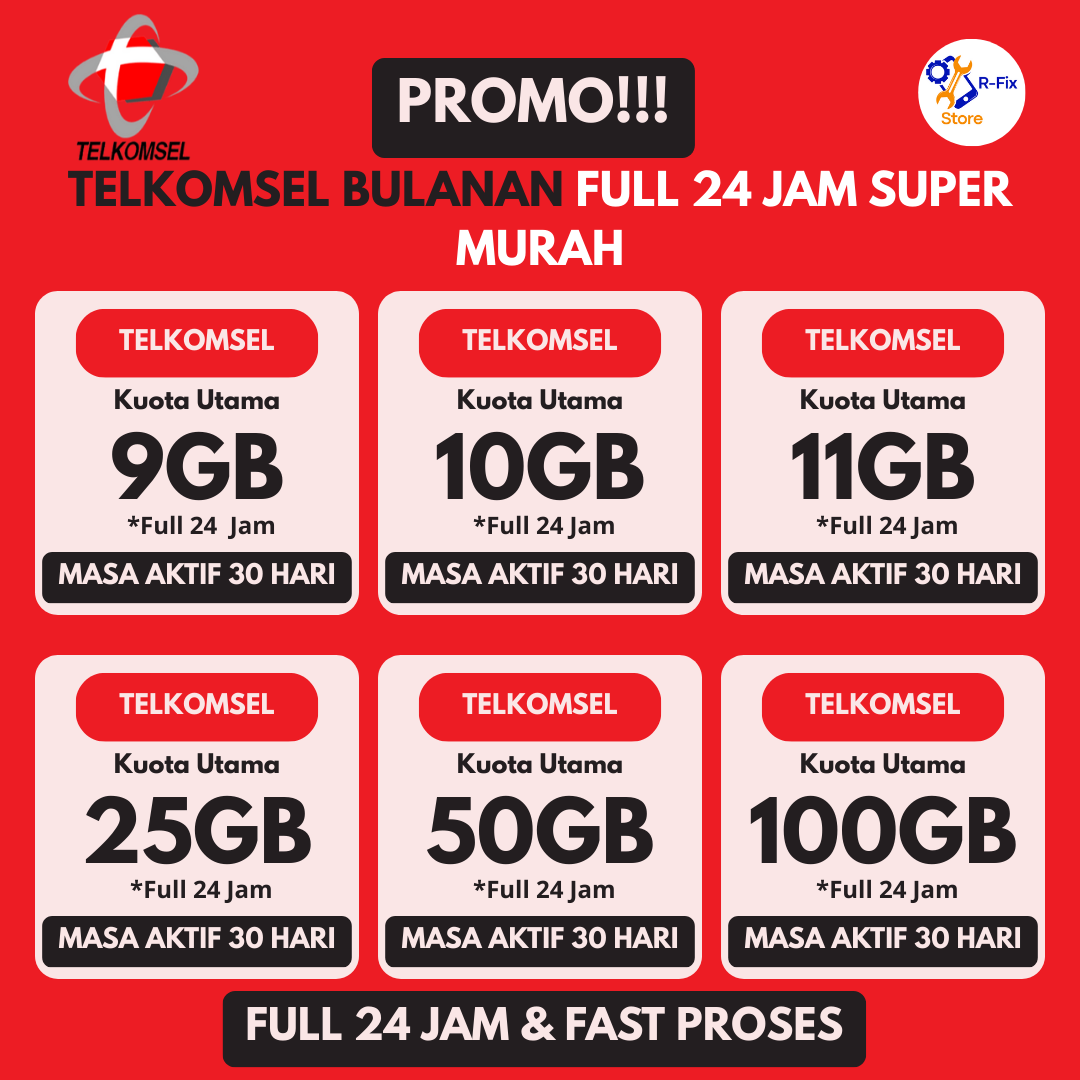 TELKOMSEL
PROMO!!!
R-Fix
Store
TELKOMSEL BULANAN FULL 24 JAM SUPER
MURAH
TELKOMSEL
Kuota Utama
9GB
*Full 24 Jam
MASA AKTIF 30 HARI
TELKOMSEL
Kuota Utama
10GB
*Full 24 Jam
MASA AKTIF 30 HARI
TELKOMSEL
Kuota Utama
11GB
*Full 24 Jam
MASA AKTIF 30 HARI
TELKOMSEL
Kuota Utama
25GB
*Full 24 Jam
MASA AKTIF 30 HARI
TELKOMSEL
Kuota Utama
50GB
*Full 24 Jam
MASA AKTIF 30 HARI
TELKOMSEL
Kuota Utama
100GB
*Full 24 Jam
MASA AKTIF 30 HARI
FULL 24 JAM & FAST PROSES